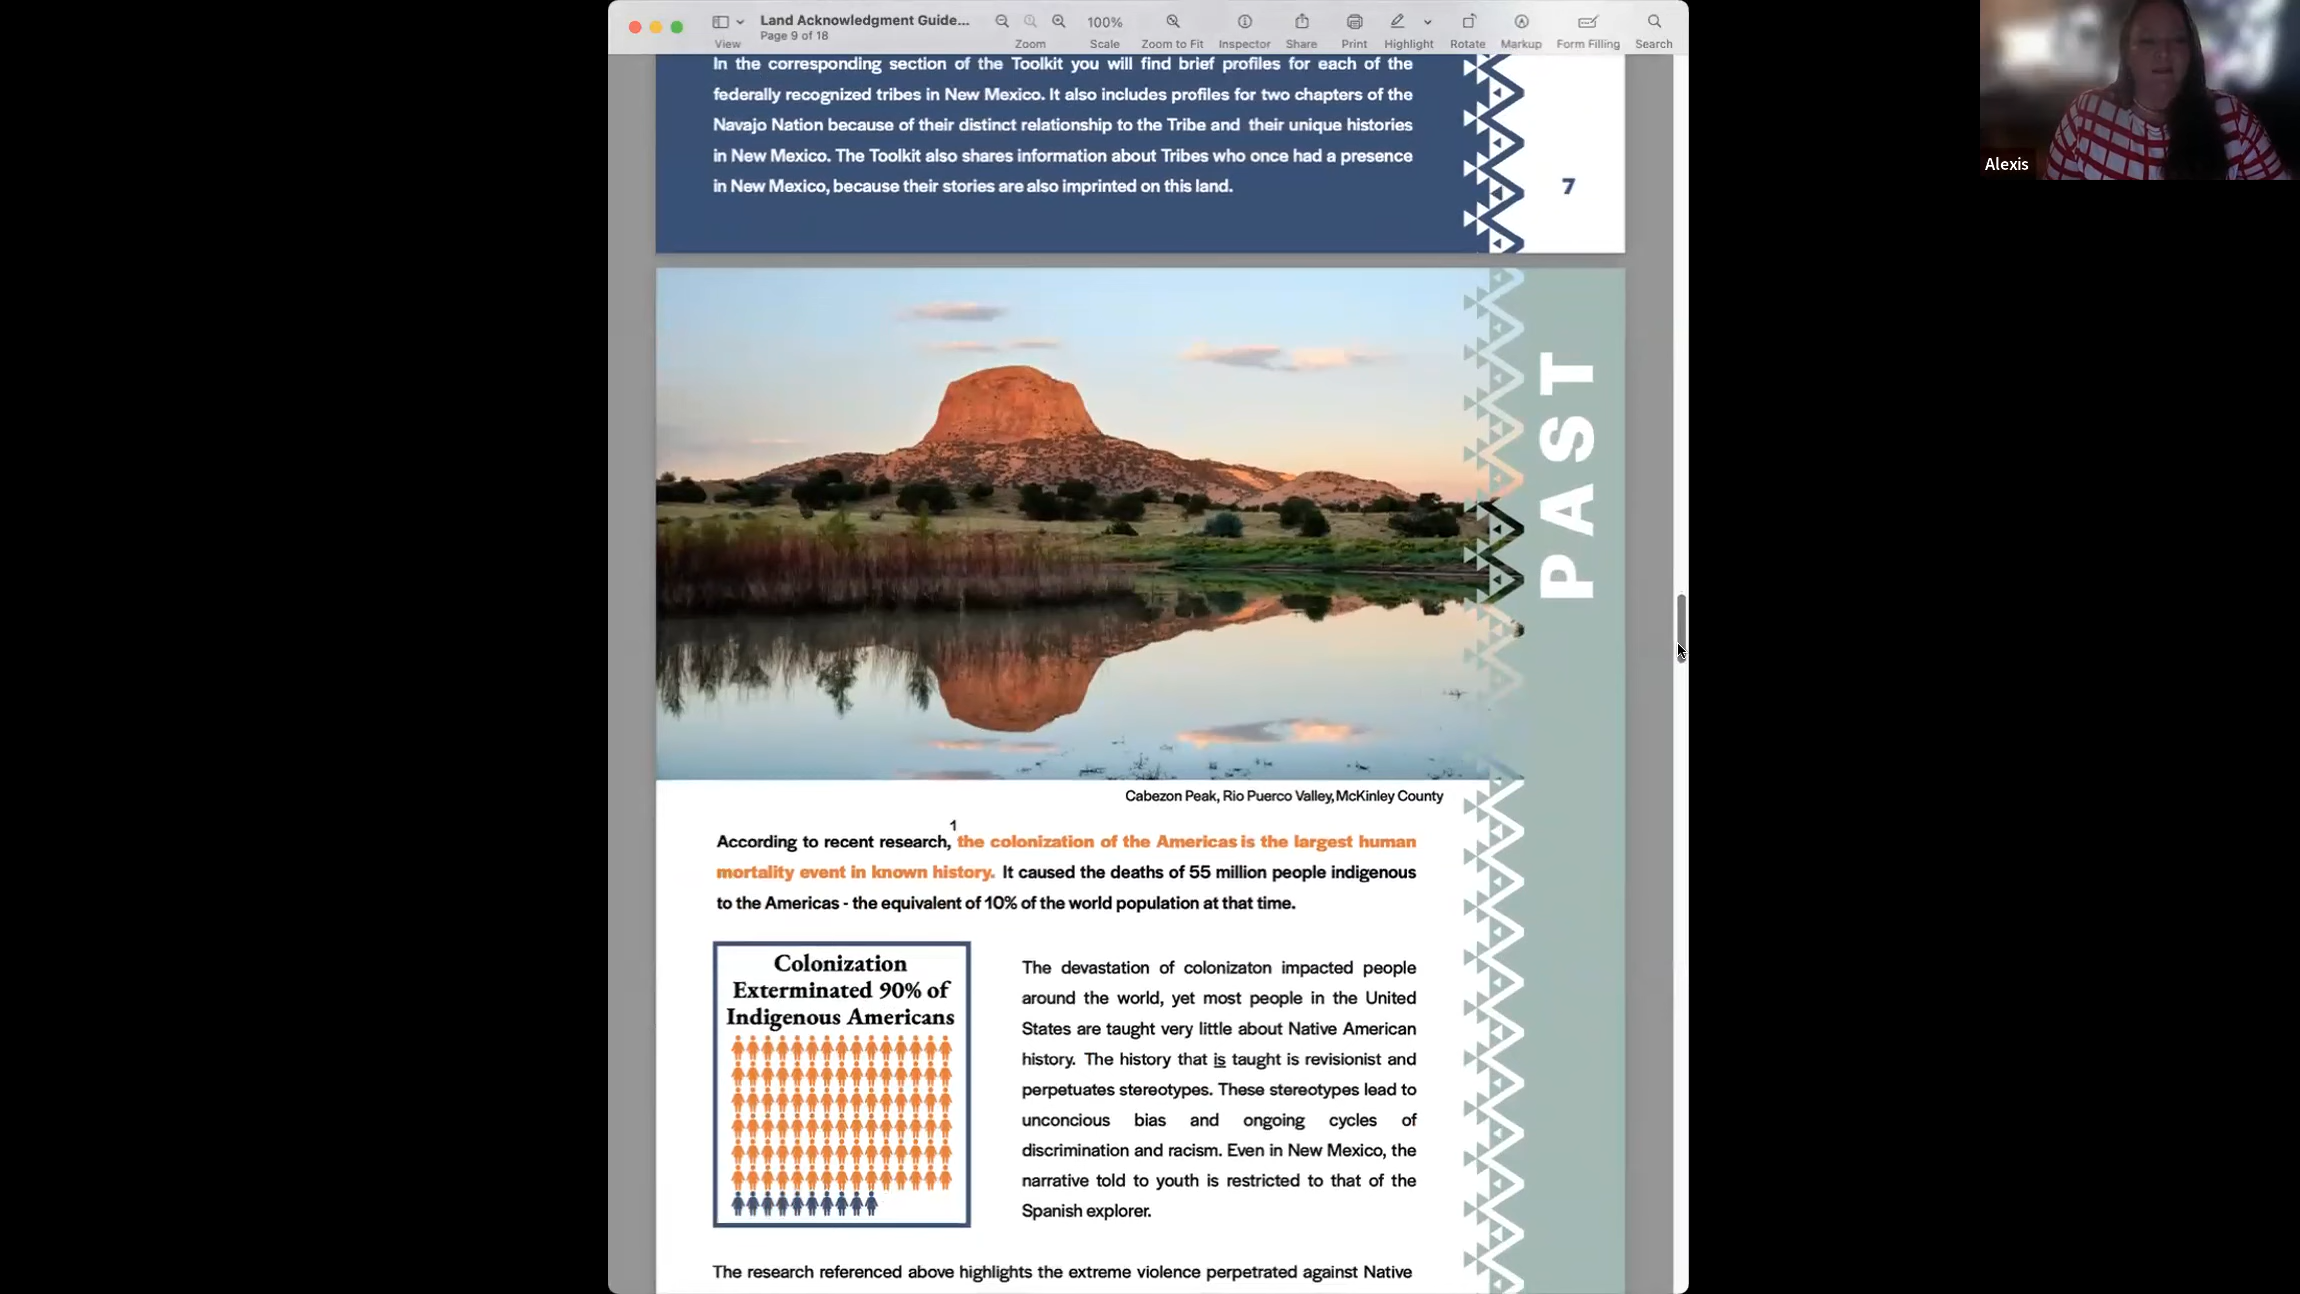 Land Acknowledgment Guide...
Page 9 of 18
View
Zoom
100%
Scale
Zoom to Fit
Inspector
Share
Print
Highlight
Rotate
Markup
Form Filling
Search
Alexis
In the corresponding section of the Toolkit you will find brief profiles for each of the
federally recognized tribes in New Mexico. It also includes profiles for two chapters of the
Navajo Nation because of their distinct relationship to the Tribe and their unique histories
in New Mexico. The Toolkit also shares information about Tribes who once had a presence
in New Mexico, because their stories are also imprinted on this land.
7
PAST
Cabezon Peak, Rio Puerco Valley, McKinley County
According to recent research,1 the colonization of the Americas is the largest human
mortality event in known history. It caused the deaths of 55 million people indigenous
to the Americas - the equivalent of 10% of the world population at that time.
Colonization
Exterminated 90% of
Indigenous Americans
The devastation of colonizaton impacted people
around the world, yet most people in the United
States are taught very little about Native American
history. The history that is taught is revisionist and
perpetuates stereotypes. These stereotypes lead to
unconcious bias and ongoing cycles of
discrimination and racism. Even in New Mexico, the
narrative told to youth is restricted to that of the
Spanish explorer.
The research referenced above highlights the extreme violence perpetrated against Native